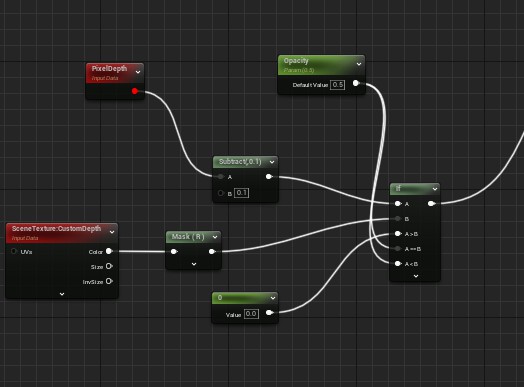 PixelDepth
Input Data
Opacity
Param (0.5)
Default Value 0.5
Subtract(,0.1)
A
B 0.1
If
A
B
A > B
A == B
A < B
SceneTexture:CustomDepth
Input Data
UVs
Color
Size
InvSize
Mask ( R )
0
Value 0.0